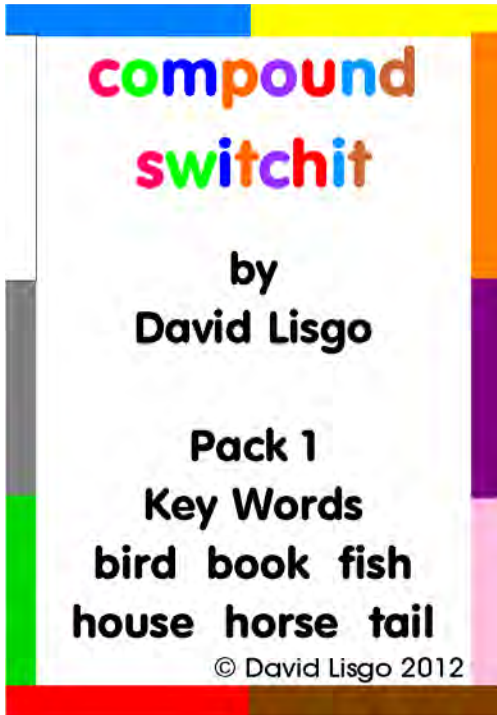 compound
switchit
by
David Lisgo
Pack 1
Key Words
bird book fish
house horse tail
© David Lisgo 2012